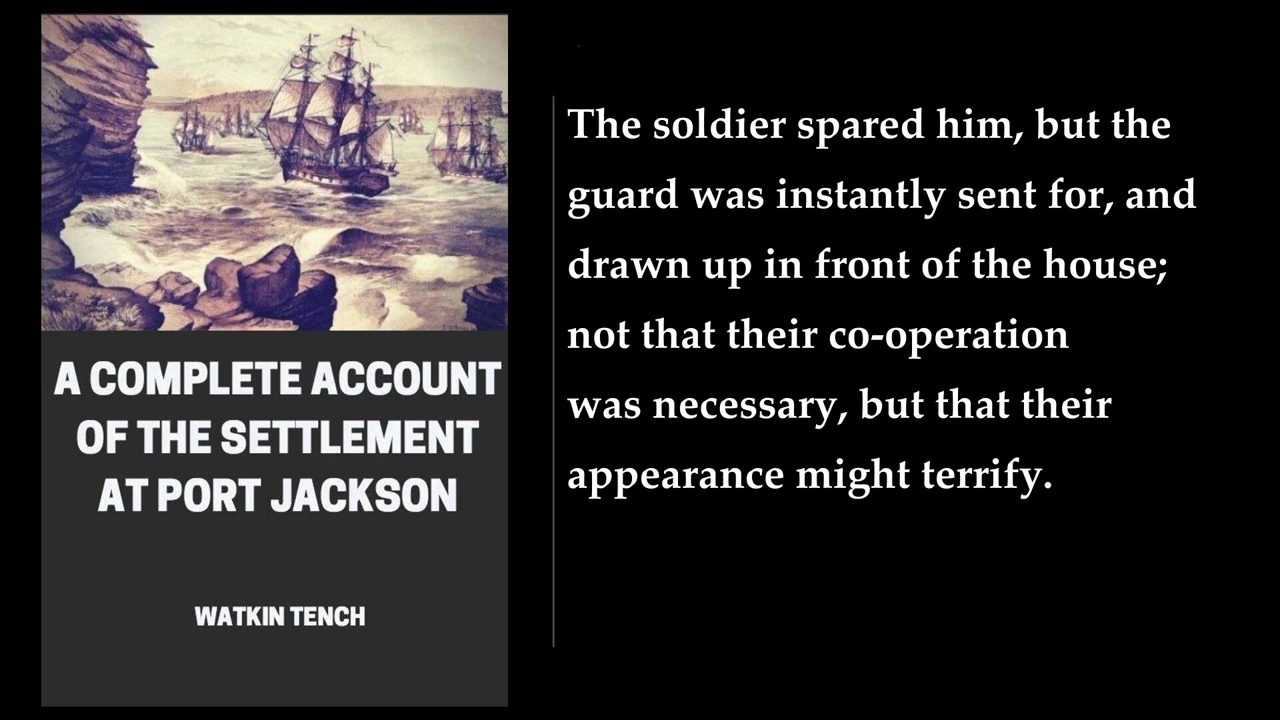 A COMPLETE ACCOUNT
OF THE SETTLEMENT
AT PORT JACKSON
WATKIN TENCH
The soldier spared him, but the
guard was instantly sent for, and
drawn up in front of the house;
not that their co-operation
was necessary, but that their
appearance might terrify.